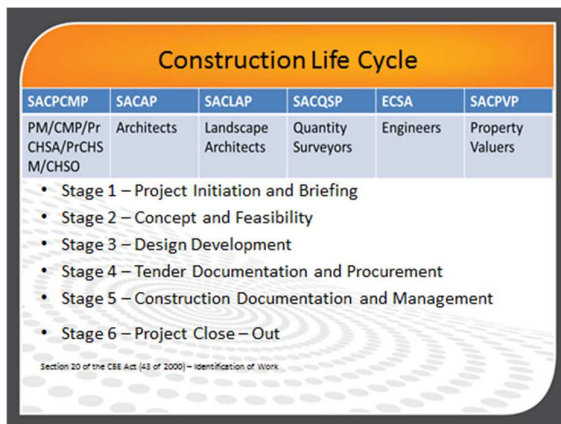 Construction Life Cycle
SACPCMP SACAP SACLAP SACQSP ECSA SACPVP
PM/CMP/Pr Architects Landscape Quantity Engineers Property
CHSA/PrCHS Architects Surveyors Valuers
M/CHSO
• Stage 1 – Project Initiation and Briefing
• Stage 2 – Concept and Feasibility
• Stage 3 – Design Development
• Stage 4 – Tender Documentation and Procurement
• Stage 5 – Construction Documentation and Management
• Stage 6 – Project Close – Out
Section 20 of the CBE Act (43 of 2000) – Identification of Work